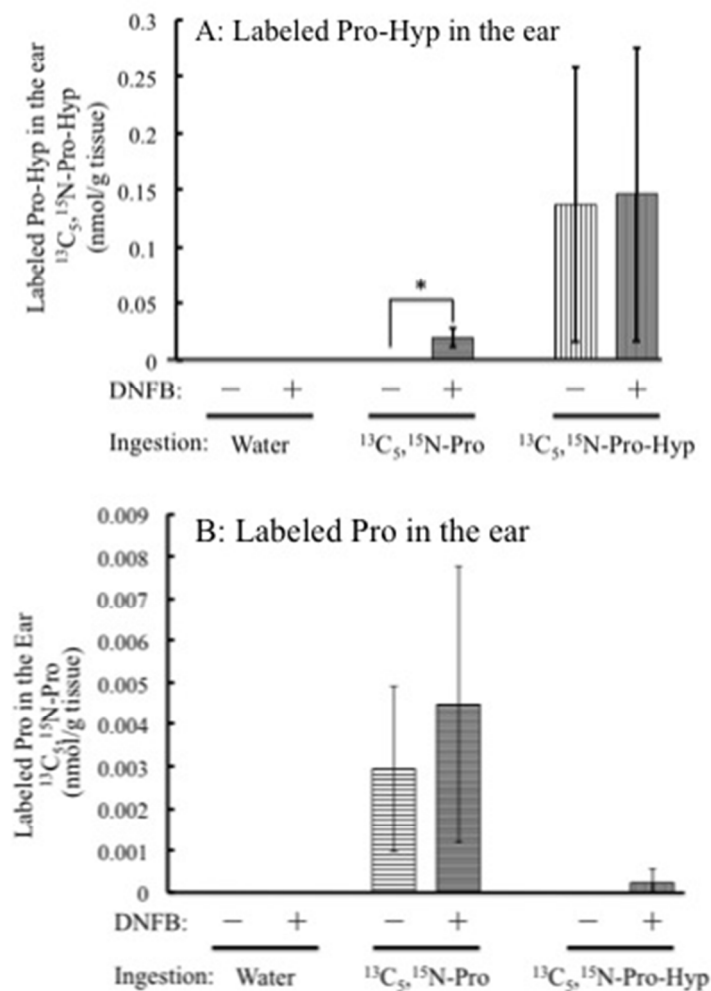 A: Labeled Pro-Hyp in the ear
Labeled Pro-Hyp in the ear
¹³C₅,¹⁵N-Pro-Hyp
(nmol/g tissue)
0.3
0.25
0.2
0.15
0.1
0.05
0
*
DNFB: − + − + − +
Ingestion: Water ¹³C₅,¹⁵N-Pro ¹³C₅,¹⁵N-Pro-Hyp
B: Labeled Pro in the ear
Labeled Pro in the Ear
¹³C₅,¹⁵N-Pro
(nmol/g tissue)
0.009
0.008
0.007
0.006
0.005
0.004
0.003
0.002
0.001
0
DNFB: − + − + − +
Ingestion: Water ¹³C₅,¹⁵N-Pro ¹³C₅,¹⁵N-Pro-Hyp